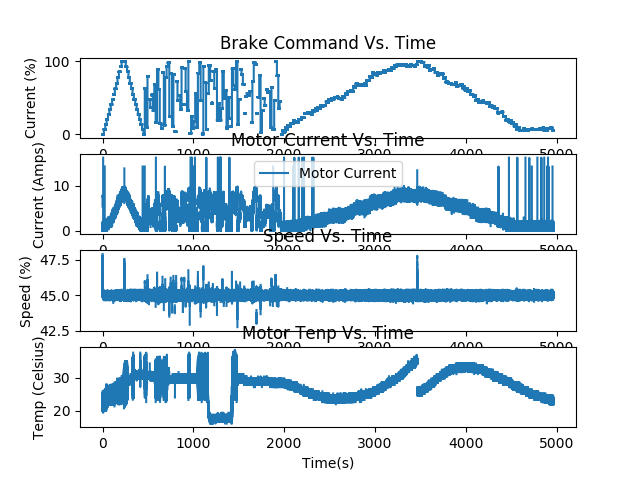 Brake Command Vs. Time
Current (%)
100
0
0 1000 2000 3000 4000 5000
Motor Current Vs. Time
Current (Amps)
10
0
Motor Current
0 1000 2000 3000 4000 5000
Speed Vs. Time
Speed (%)
47.5
45.0
42.5
0 1000 2000 3000 4000 5000
Motor Tenp Vs. Time
Temp (Celsius)
30
20
0 1000 2000 3000 4000 5000
Time(s)